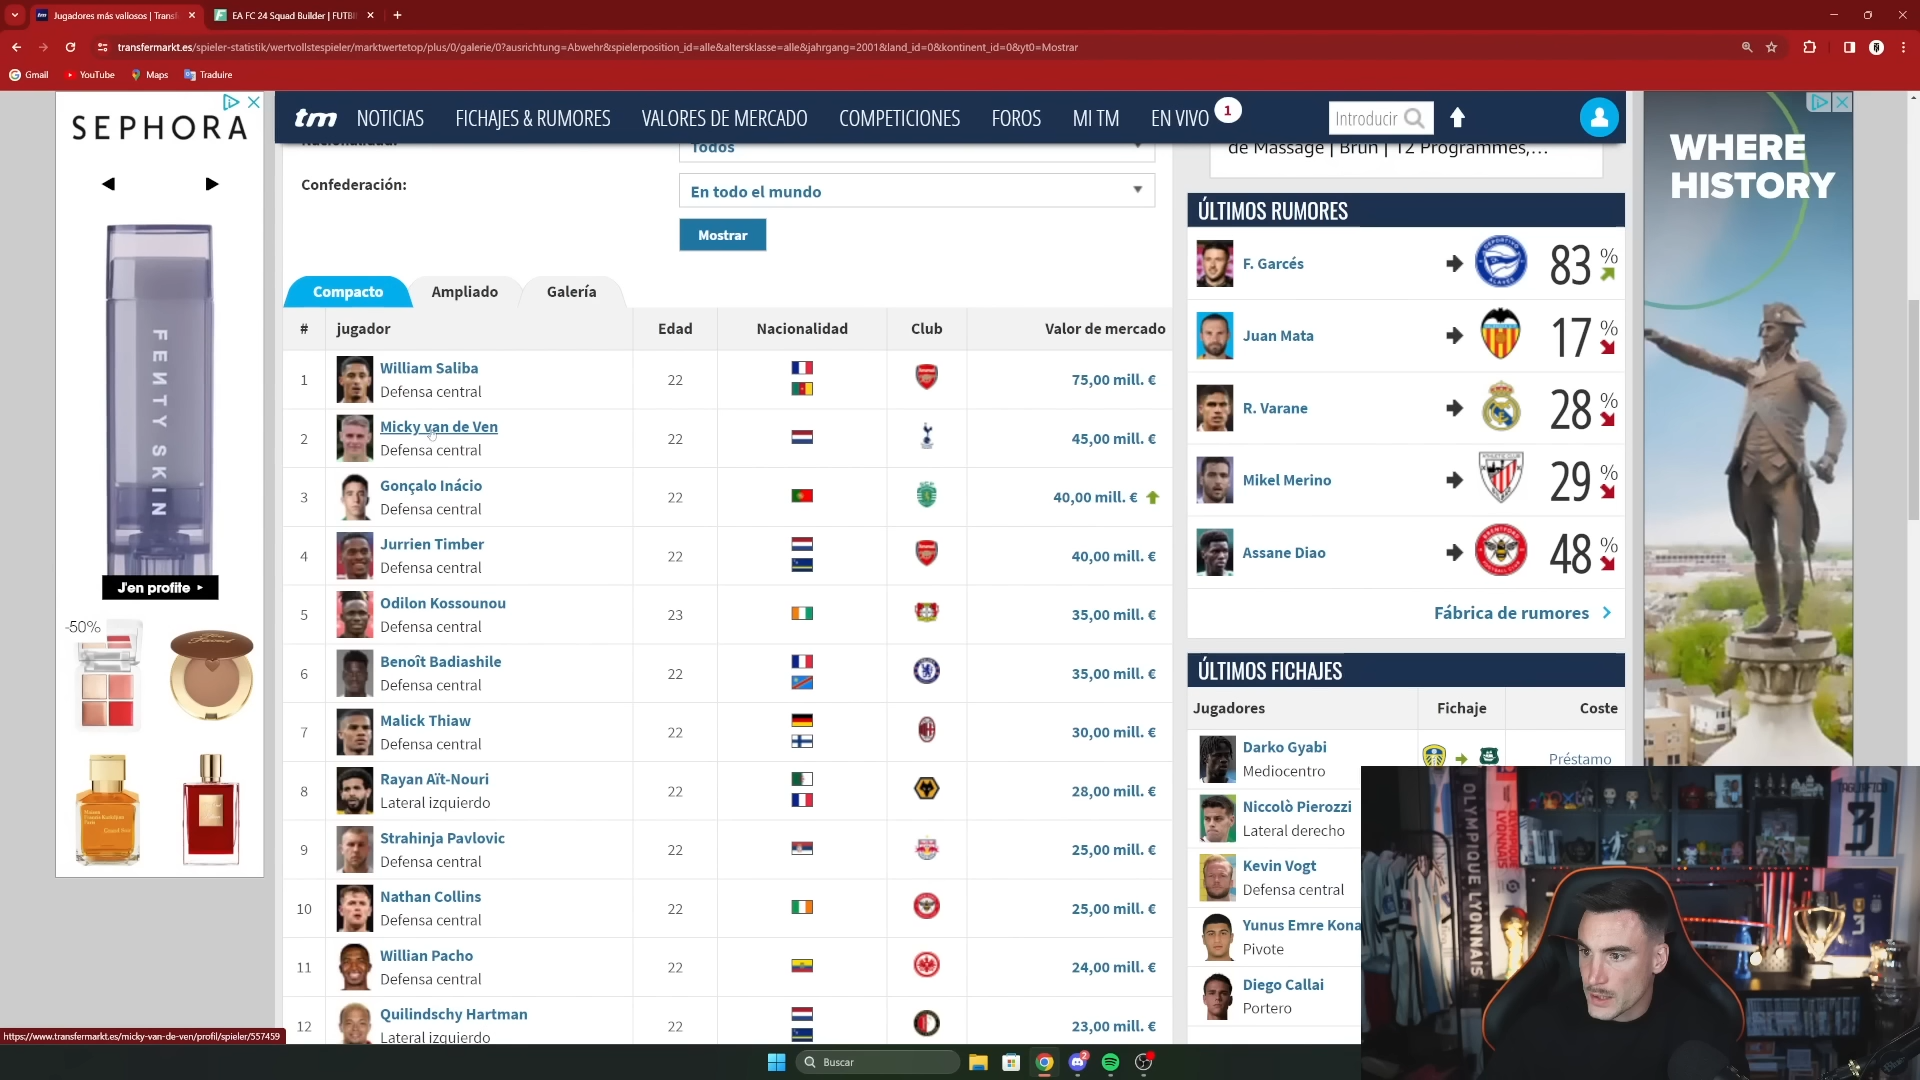 Jugadores más valiosos | Transf
EA FC 24 Squad Builder | FUTBI
transfermarkt.es/spieler-statistik/wertvollstespieler/marktwertetop/plus/0/galerie/0?ausrichtung=Abwehr&spielerposition_id=alle&altersklasse=alle&jahrgang=2001&land_id=0&kontinent_id=0&yt0=Mostrar
Gmail YouTube Maps Traduire
SEPHORA
FENTY SKIN
J'en profite
-50%
tm NOTICIAS FICHAJES & RUMORES VALORES DE MERCADO COMPETICIONES FOROS MI TM EN VIVO 1 Introducir
Nacionalidad: Todos
Confederación: En todo el mundo
Mostrar
Compacto Ampliado Galería
# jugador Edad Nacionalidad Club Valor de mercado
1 William Saliba 22 75,00 mill. €
Defensa central
2 Micky van de Ven 22 45,00 mill. €
Defensa central
3 Gonçalo Inácio 22 40,00 mill. €
Defensa central
4 Jurrien Timber 22 40,00 mill. €
Defensa central
5 Odilon Kossounou 23 35,00 mill. €
Defensa central
6 Benoît Badiashile 22 35,00 mill. €
Defensa central
7 Malick Thiaw 22 30,00 mill. €
Defensa central
8 Rayan Aït-Nouri 22 28,00 mill. €
Lateral izquierdo
9 Strahinja Pavlovic 22 25,00 mill. €
Defensa central
10 Nathan Collins 22 25,00 mill. €
Defensa central
11 Willian Pacho 22 24,00 mill. €
Defensa central
12 Quilindschy Hartman 22 23,00 mill. €
Lateral izquierdo
de Massage | Brun | 12 Programmes,...
ÚLTIMOS RUMORES
F. Garcés 83 %
Juan Mata 17 %
R. Varane 28 %
Mikel Merino 29 %
Assane Diao 48 %
Fábrica de rumores
ÚLTIMOS FICHAJES
Jugadores Fichaje Coste
Darko Gyabi Préstamo
Mediocentro
Niccolò Pierozzi
Lateral derecho
Kevin Vogt
Defensa central
Yunus Emre Kona
Pivote
Diego Callai
Portero
WHERE
HISTORY
OLYMPIQUE LYONNAIS
TAGLIAFICO
3
https://www.transfermarkt.es/micky-van-de-ven/profil/spieler/557459
Buscar
2